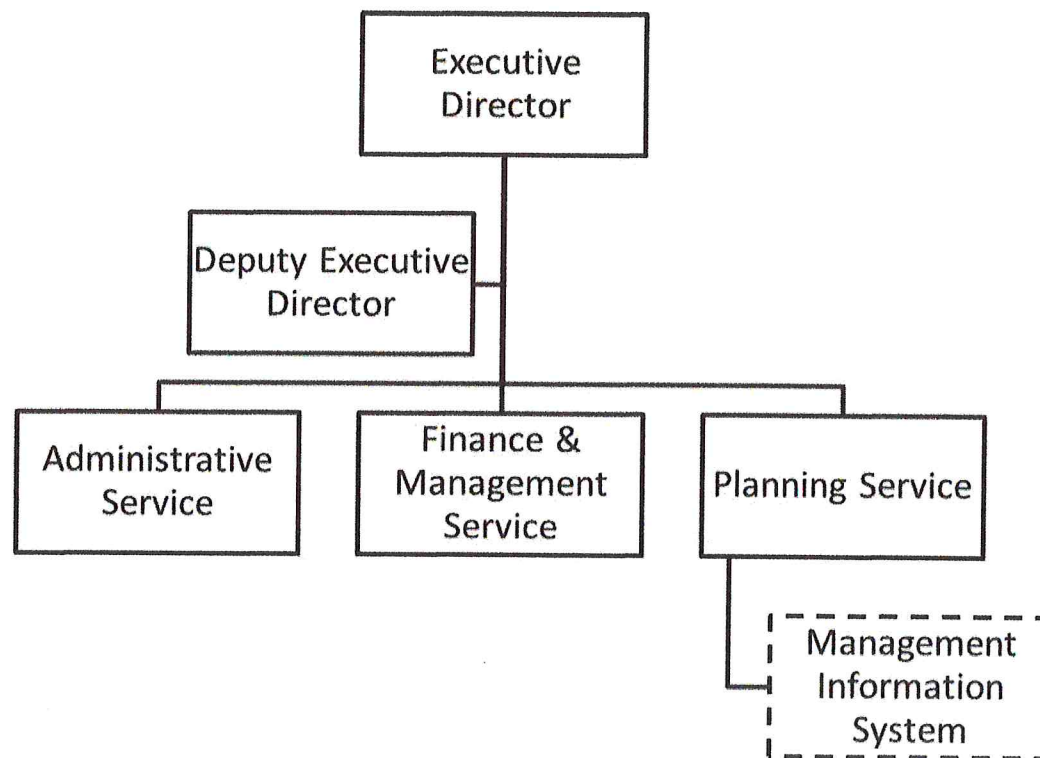 Executive
Director
Deputy Executive
Director
Administrative
Service
Finance &
Management
Service
Planning Service
Management
Information
System